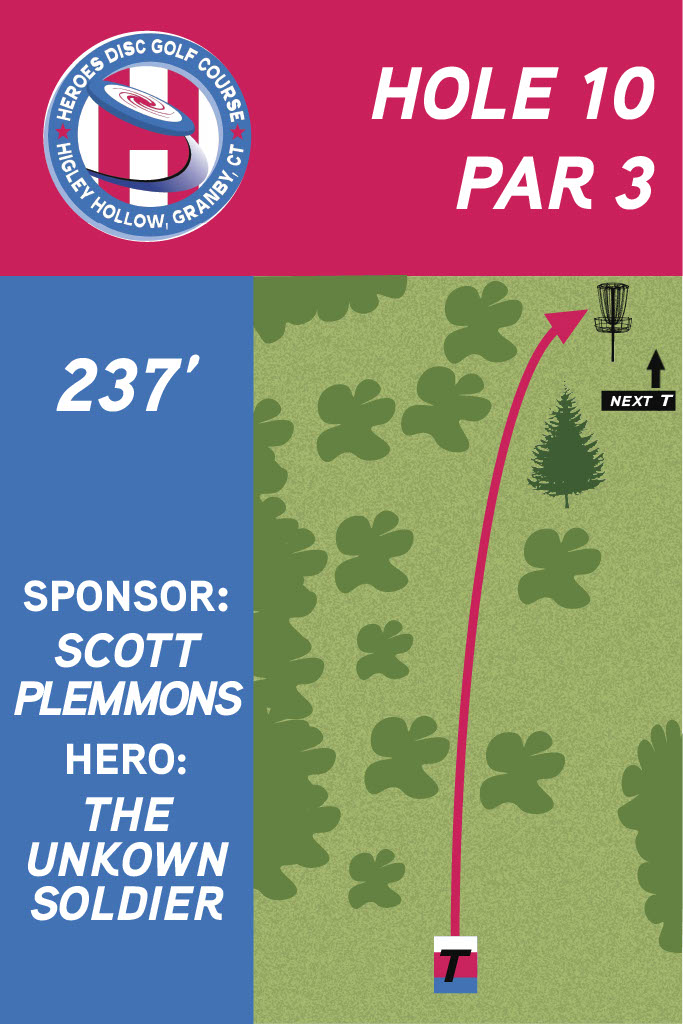 HEROES DISC GOLF COURSE
HIGLEY HOLLOW, GRANBY, CT
HOLE 10
PAR 3
237'
NEXT T
SPONSOR:
SCOTT
PLEMMONS
HERO:
THE
UNKOWN
SOLDIER
T